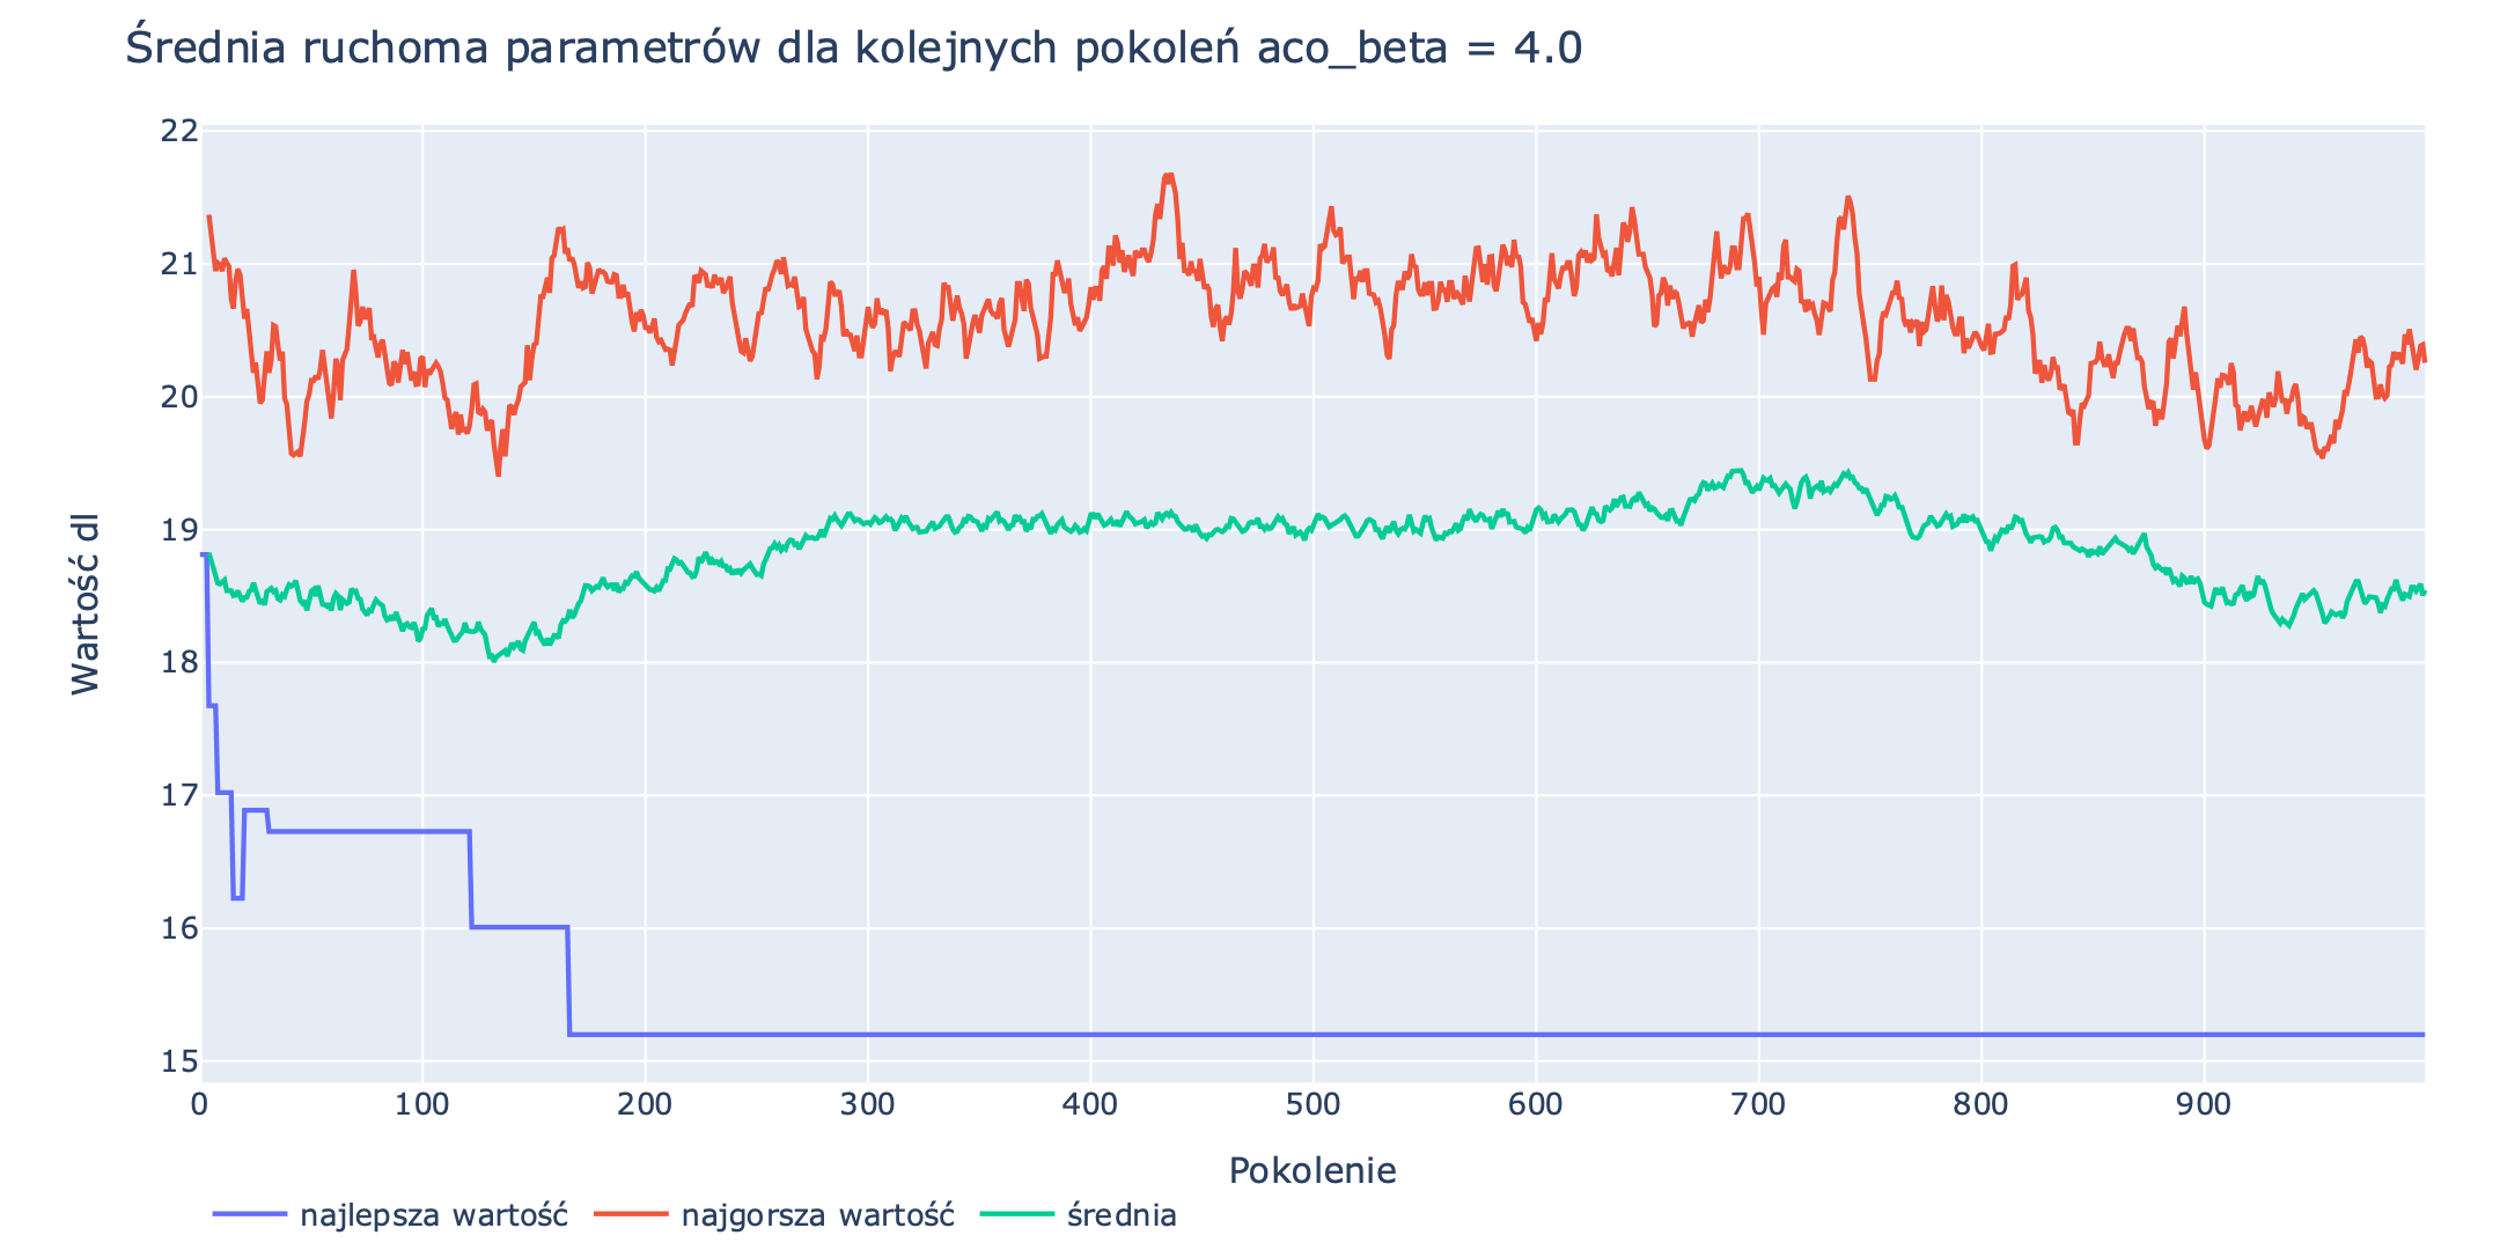 Średnia ruchoma parametrów dla kolejnych pokoleń aco_beta = 4.0
22
21
20
19
18
17
16
15
Wartość dl
0 100 200 300 400 500 600 700 800 900
Pokolenie
najlepsza wartość najgorsza wartość średnia